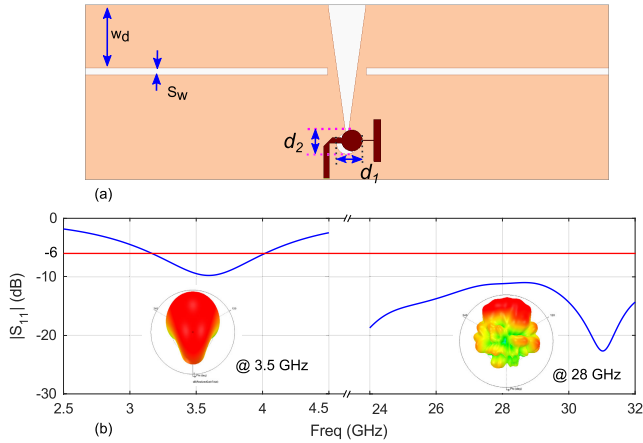 w_d
S_w
d_2
d_1
(a)
0
-6
-10
-20
-30
|S_11| (dB)
@ 3.5 GHz
@ 28 GHz
2.5 3 3.5 4 4.5 24 26 28 30 32
(b)
Freq (GHz)